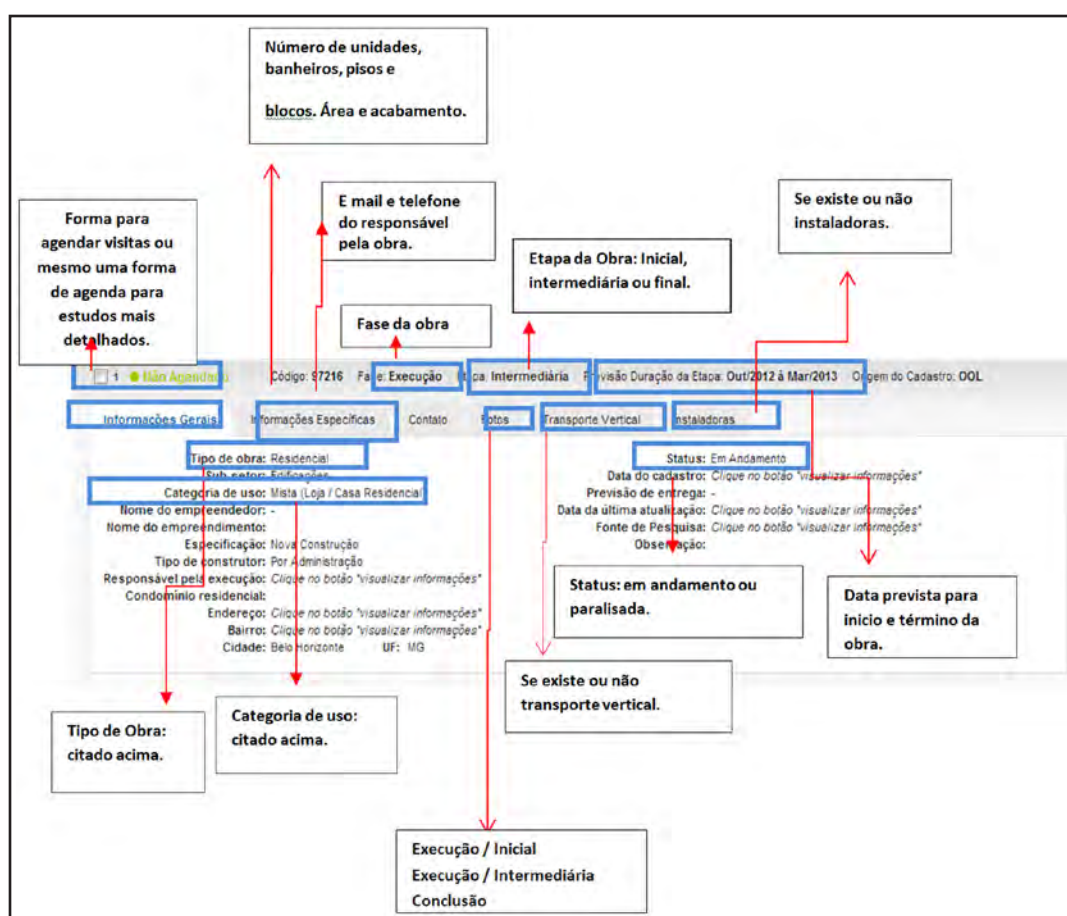 Número de unidades,
banheiros, pisos e
blocos. Área e acabamento.
E mail e telefone
do responsável
pela obra.
Se existe ou não
instaladoras.
Forma para
agendar visitas ou
mesmo uma forma
de agenda para
estudos mais
detalhados.
Etapa da Obra: Inicial,
intermediária ou final.
Fase da obra
1 Não Agendado Código: 97216 Fase: Execução Etapa: Intermediária Previsão Duração da Etapa: Out/2012 à Mar/2013 Origem do Cadastro: OOL
Informações Gerais Informações Específicas Contato Fotos Transporte Vertical Instaladoras
Tipo de obra: Residencial
Sub-setor: Edificações
Categoria de uso: Mista (Loja / Casa Residencial
Nome do empreendedor: -
Nome do empreendimento:
Especificação: Nova Construção
Tipo de construtor: Por Administração
Responsável pela execução: Clique no botão "visualizar informações"
Condomínio residencial:
Endereço: Clique no botão "visualizar informações"
Bairro: Clique no botão "visualizar informações"
Cidade: Belo Horizonte UF: MG
Status: Em Andamento
Data do cadastro: Clique no botão "visualizar informações"
Previsão de entrega: -
Data da última atualização: Clique no botão "visualizar informações"
Fonte de Pesquisa: Clique no botão "visualizar informações"
Observação:
Status: em andamento ou
paralisada.
Data prevista para
inicio e término da
obra.
Se existe ou não
transporte vertical.
Tipo de Obra:
citado acima.
Categoria de uso:
citado acima.
Execução / Inicial
Execução / Intermediária
Conclusão